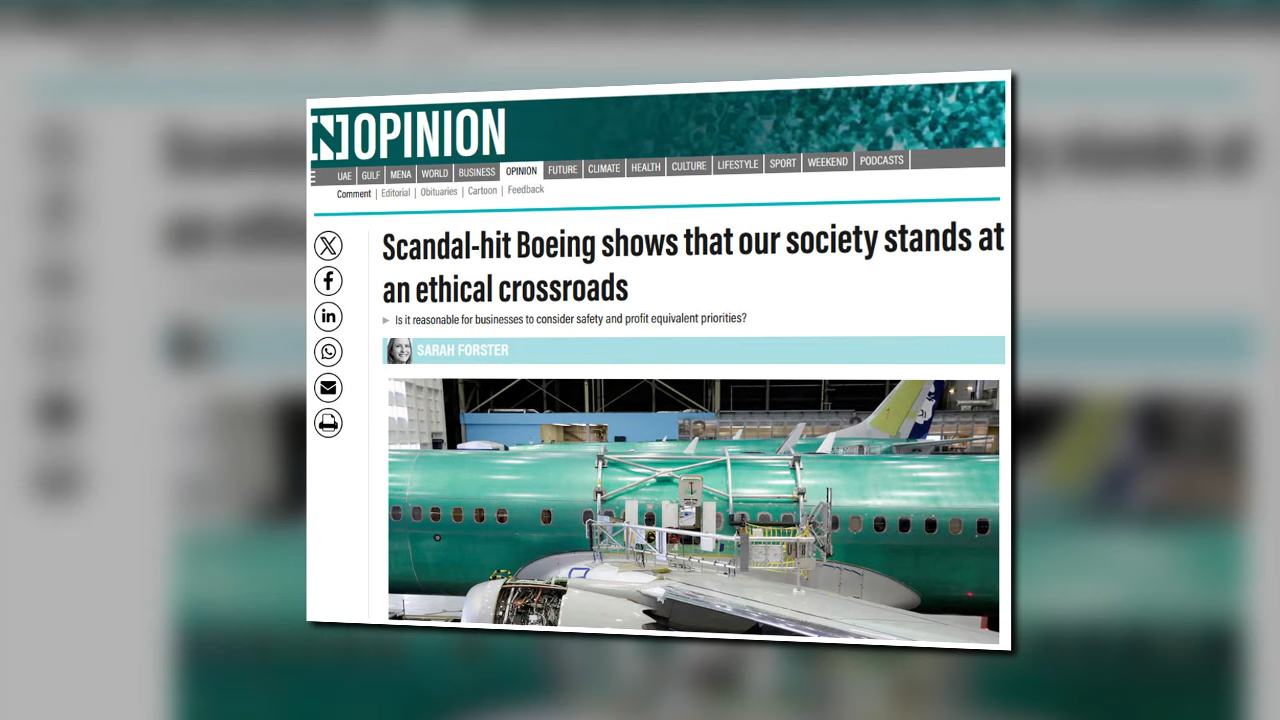 [N] OPINION
UAE GULF MENA WORLD BUSINESS OPINION FUTURE CLIMATE HEALTH CULTURE LIFESTYLE SPORT WEEKEND PODCASTS
Comment | Editorial | Obituaries | Cartoon | Feedback
Scandal-hit Boeing shows that our society stands at
an ethical crossroads
Is it reasonable for businesses to consider safety and profit equivalent priorities?
SARAH FORSTER